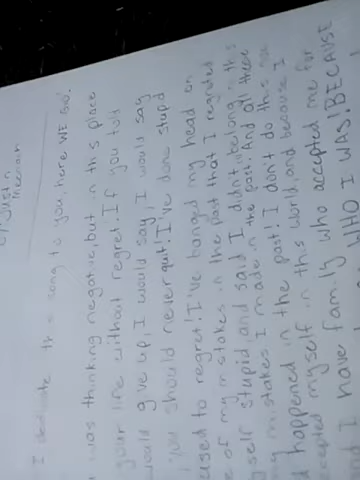 by Justin
I dedicate this song to you, here WE GO!
was thinking negative, but in this place
your life without regret! If you told
would give up, I would say, I would say
you should never quit! I've done stupid
used to regret! I've banged my head on
e of my mistakes in the past that I regreted
self stupid, and said I didn't belong in this
my mistakes I made in the past. And all these
d happened in the past! I don't do this
accepted myself in this world, and because I
d I have family who accepted me for
WHO I WAS! BECAUSE